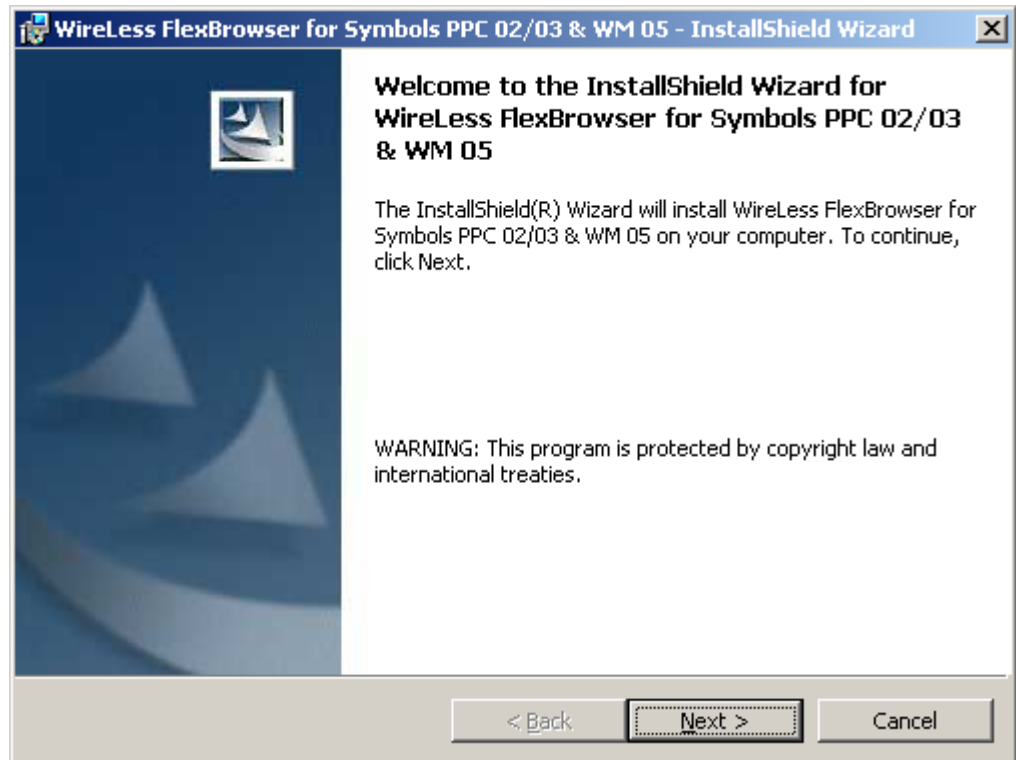 WireLess FlexBrowser for Symbols PPC 02/03 & WM 05 - InstallShield Wizard
Welcome to the InstallShield Wizard for
WireLess FlexBrowser for Symbols PPC 02/03
& WM 05
The InstallShield(R) Wizard will install WireLess FlexBrowser for
Symbols PPC 02/03 & WM 05 on your computer. To continue,
click Next.
WARNING: This program is protected by copyright law and
international treaties.
< Back
Next >
Cancel